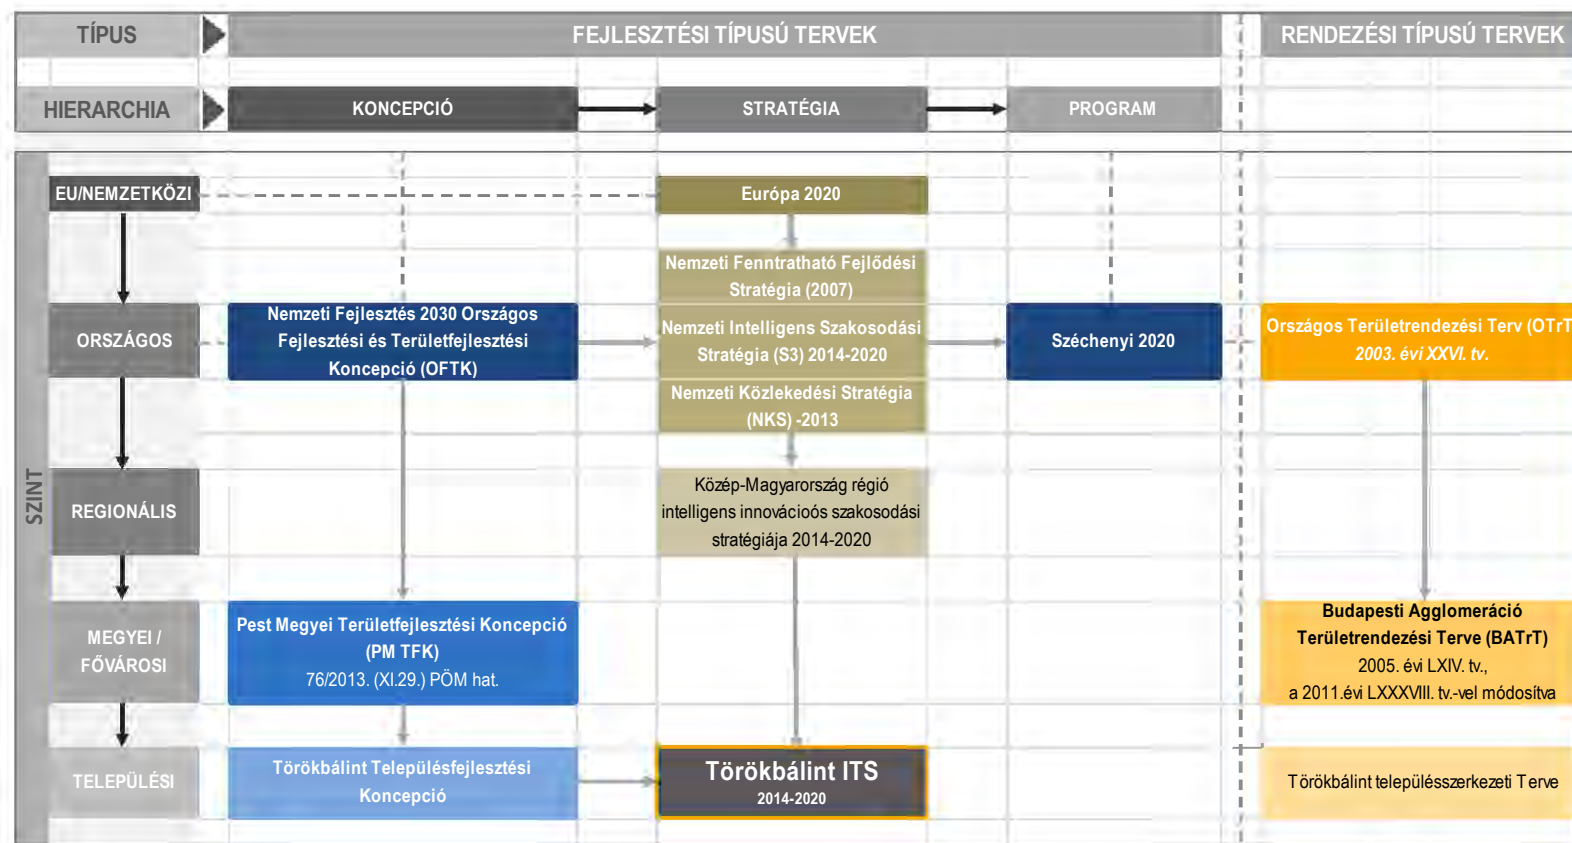 TÍPUS
FEJLESZTÉSI TÍPUSÚ TERVEK
RENDEZÉSI TÍPUSÚ TERVEK
HIERARCHIA
KONCEPCIÓ
STRATÉGIA
PROGRAM
SZINT
EU/NEMZETKÖZI
Európa 2020
Nemzeti Fenntratható Fejlődési
Stratégia (2007)
ORSZÁGOS
Nemzeti Fejlesztés 2030 Országos
Fejlesztési és Területfejlesztési
Koncepció (OFTK)
Nemzeti Intelligens Szakosodási
Stratégia (S3) 2014-2020
Nemzeti Közlekedési Stratégia
(NKS) -2013
Széchenyi 2020
Országos Területrendezési Terv (OTrT
2003. évi XXVI. tv.
REGIONÁLIS
Közép-Magyarország régió
intelligens innovációós szakosodási
stratégiája 2014-2020
MEGYEI /
FŐVÁROSI
Pest Megyei Területfejlesztési Koncepció
(PM TFK)
76/2013. (XI.29.) PÖM hat.
Budapesti Agglomeráció
Területrendezési Terve (BATrT)
2005. évi LXIV. tv.,
a 2011.évi LXXXVIII. tv.-vel módosítva
TELEPÜLÉSI
Törökbálint Településfejlesztési
Koncepció
Törökbálint ITS
2014-2020
Törökbálint településszerkezeti Terve